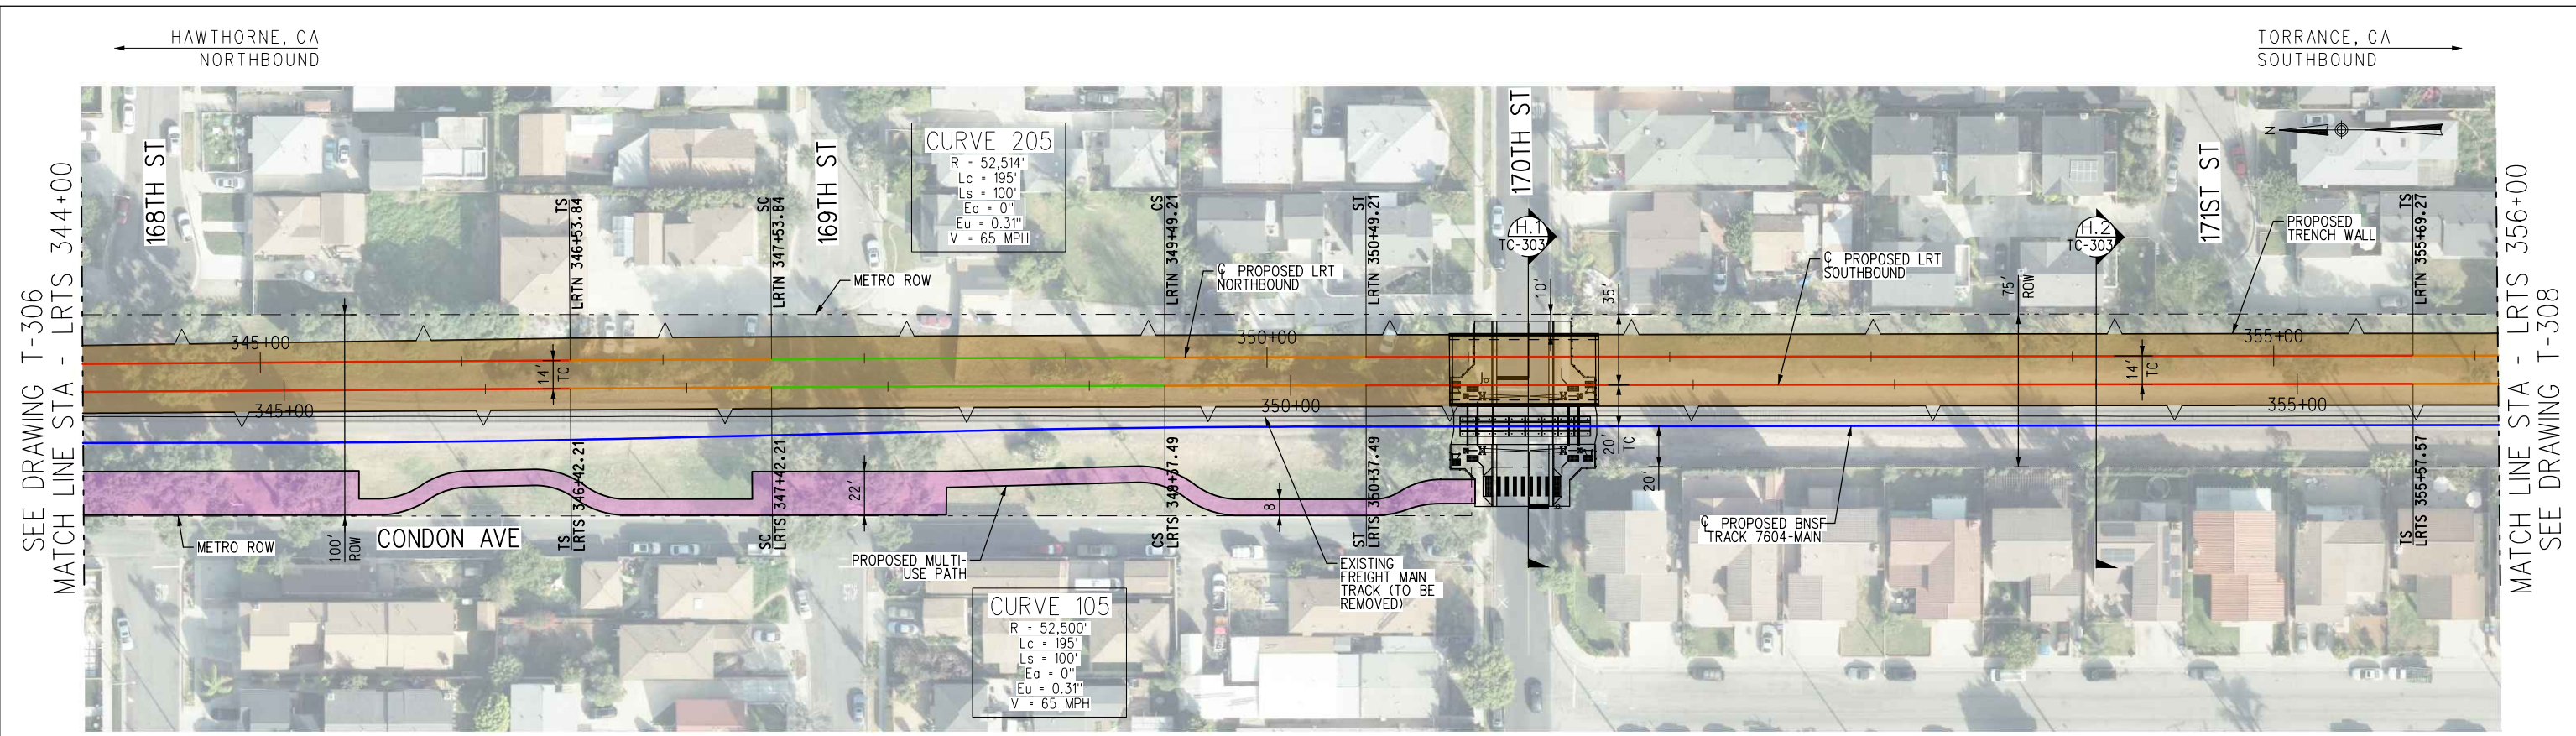 HAWTHORNE, CA
NORTHBOUND
TORRANCE, CA
SOUTHBOUND
SEE DRAWING T-306
MATCH LINE STA - LRTS 344+00
168TH ST
TS
LRTN 346+53.84
SC
LRTN 347+53.84
169TH ST
CURVE 205
R = 52,514'
Lc = 195'
Ls = 100'
Ea = 0"
Eu = 0.31"
V = 65 MPH
CS
LRTN 349+49.21
ST
LRTN 350+49.21
170TH ST
H.1
TC-303
H.2
TC-303
171ST ST
N
TS
LRTN 355+69.27
PROPOSED
TRENCH WALL
METRO ROW
℄ PROPOSED LRT
NORTHBOUND
℄ PROPOSED LRT
SOUTHBOUND
10'
35'
75'
ROW
345+00
350+00
355+00
14'
TC
14'
TC
345+00
350+00
355+00
20'
TC
20'
22'
8'
100'
ROW
METRO ROW
CONDON AVE
TS
LRTS 346+42.21
SC
LRTS 347+42.21
CS
LRTS 349+37.49
ST
LRTS 350+37.49
TS
LRTS 355+57.57
PROPOSED MULTI-
USE PATH
EXISTING
FREIGHT MAIN
TRACK (TO BE
REMOVED)
℄ PROPOSED BNSF
TRACK 7604-MAIN
CURVE 105
R = 52,500'
Lc = 195'
Ls = 100'
Ea = 0"
Eu = 0.31"
V = 65 MPH
MATCH LINE STA - LRTS 356+00
SEE DRAWING T-308